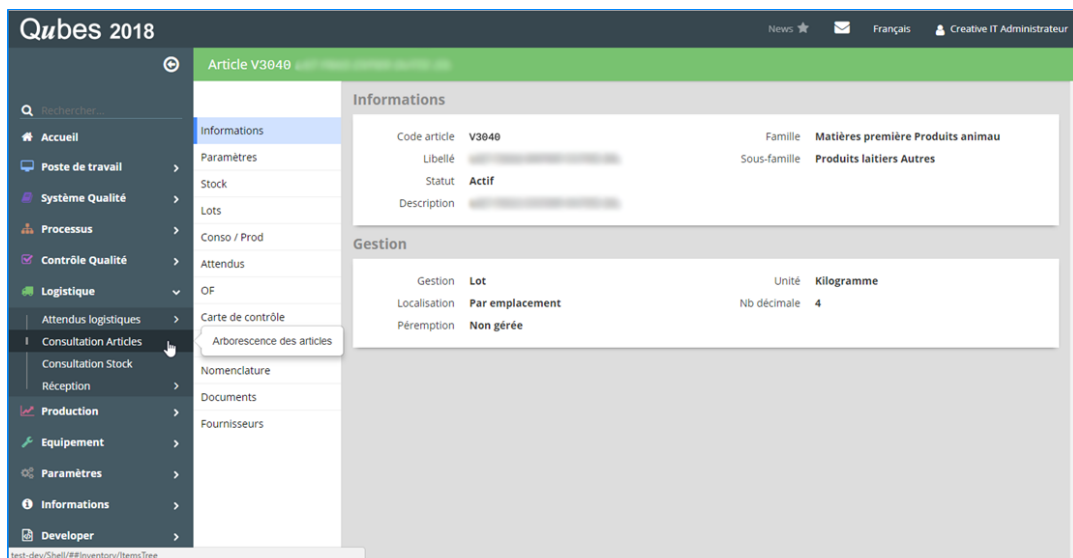 Qubes 2018
News
Français
Creative IT Administrateur
Article V3040
Rechercher...
Accueil
Poste de travail
Système Qualité
Processus
Contrôle Qualité
Logistique
Attendus logistiques
Consultation Articles
Consultation Stock
Réception
Production
Equipement
Paramètres
Informations
Developer
test-dev/Shell/##Inventory/ItemsTree
Informations
Paramètres
Stock
Lots
Conso / Prod
Attendus
OF
Carte de contrôle
Arborescence des articles
Nomenclature
Documents
Fournisseurs
Informations
Code article V3040
Famille Matières première Produits animau
Libellé
Sous-famille Produits laitiers Autres
Statut Actif
Description
Gestion
Gestion Lot
Unité Kilogramme
Localisation Par emplacement
Nb décimale 4
Péremption Non gérée